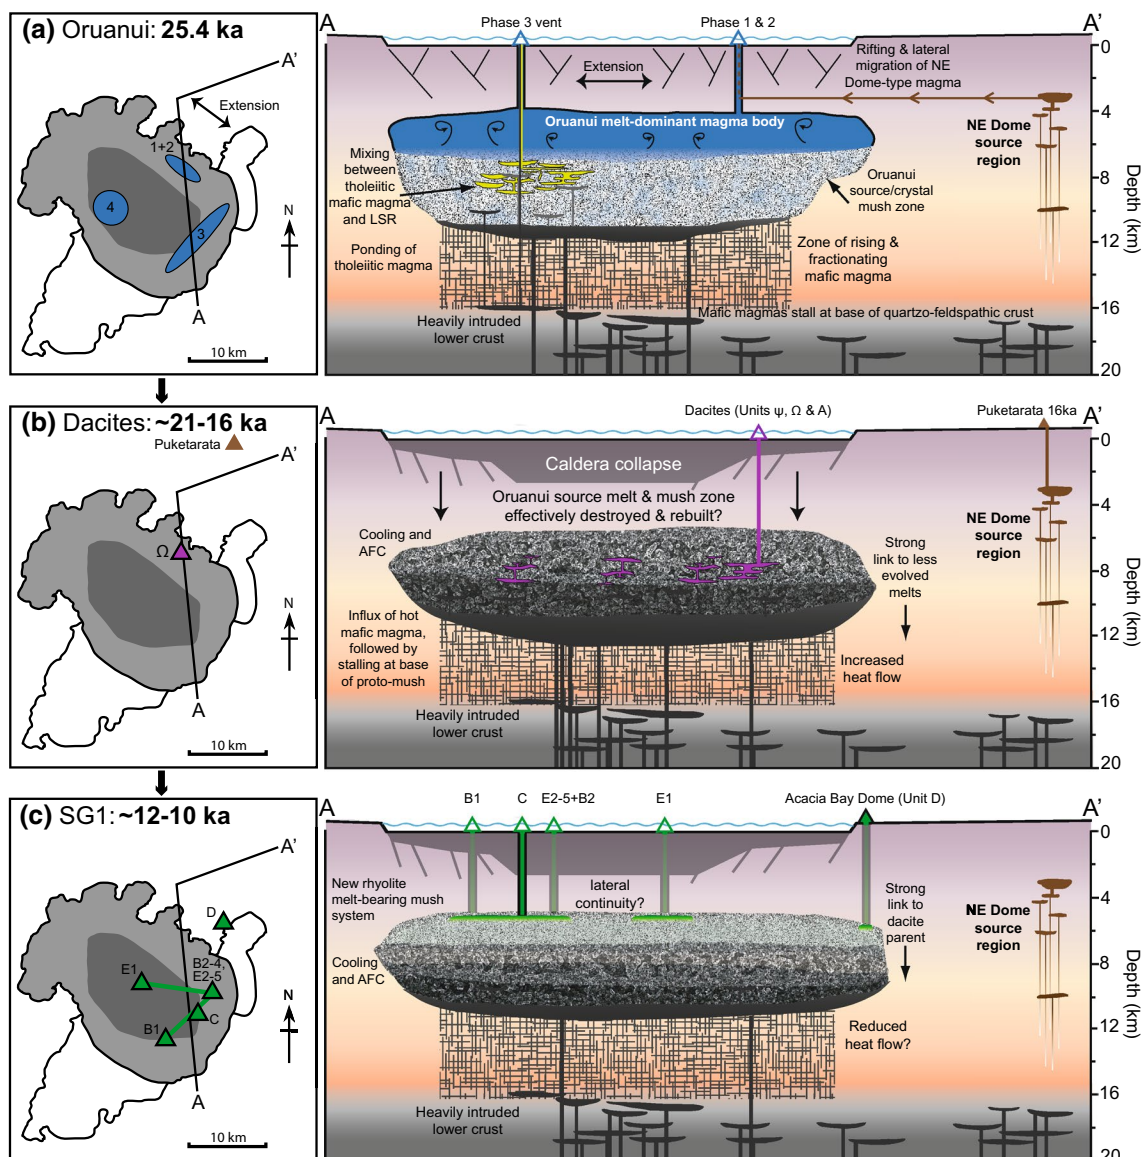 (a) Oruanui: 25.4 ka
A'
Extension
1+2
4
3
N
A
10 km
A
Phase 3 vent
Phase 1 & 2
A'
Extension
Rifting & lateral
migration of NE
Dome-type magma
Oruanui melt-dominant magma body
NE Dome
source
region
Mixing
between
tholeiitic
mafic magma
and LSR
Oruanui
source/crystal
mush zone
Ponding of
tholeiitic magma
Zone of rising &
fractionating
mafic magma
Mafic magmas stall at base of quartzo-feldspathic crust
Heavily intruded
lower crust
0
4
8
12
16
20
Depth (km)
(b) Dacites: ~21-16 ka
Puketarata
A'
Ω
N
A
10 km
A
Dacites (Units ψ, Ω & A)
Puketarata 16ka
A'
Caldera collapse
Oruanui source melt & mush zone
effectively destroyed & rebuilt?
Cooling and
AFC
NE Dome
source
region
Strong
link to less
evolved
melts
Influx of hot
mafic magma,
followed by
stalling at base
of proto-mush
Increased
heat flow
Heavily intruded
lower crust
0
4
8
12
16
20
Depth (km)
(c) SG1: ~12-10 ka
A'
D
E1
B2-4,
E2-5
B1
C
N
A
10 km
A
B1
C
E2-5+B2
E1
Acacia Bay Dome (Unit D)
A'
New rhyolite
melt-bearing mush
system
lateral
continuity?
Strong
link to
dacite
parent
NE Dome
source
region
Cooling
and AFC
Reduced
heat flow?
Heavily intruded
lower crust
0
4
8
12
16
20
Depth (km)